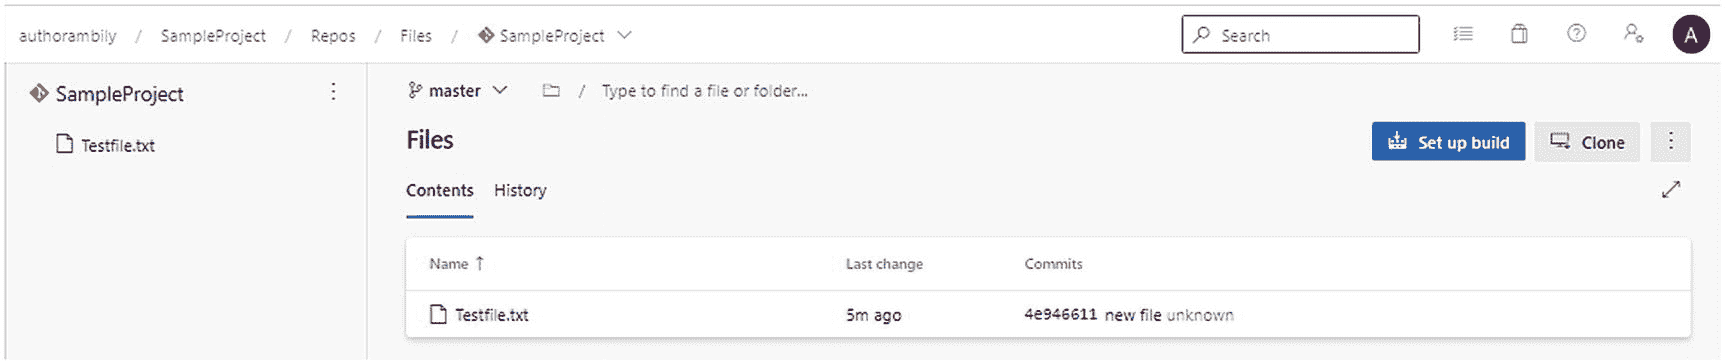 authorambily / SampleProject / Repos / Files / SampleProject
Search
A
SampleProject
Testfile.txt
master / Type to find a file or folder...
Files
Set up build
Clone
Contents History
Name ↑ Last change Commits
Testfile.txt 5m ago 4e946611 new file unknown